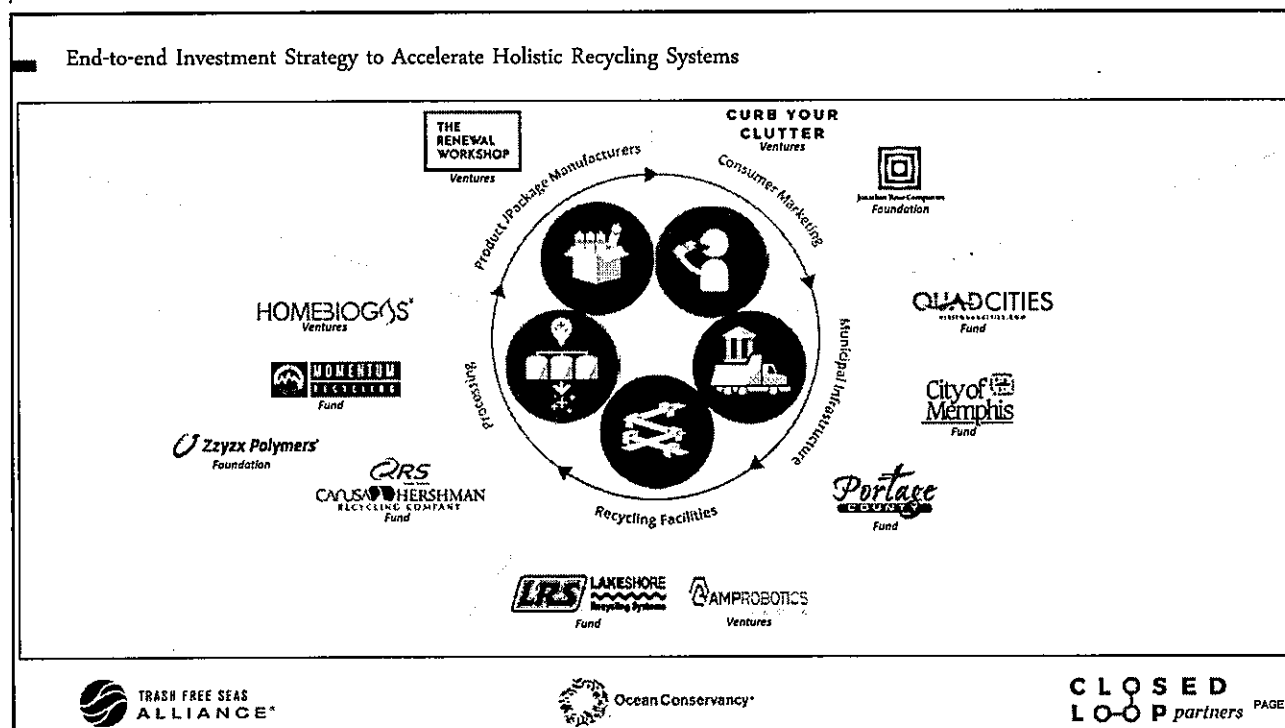 End-to-end Investment Strategy to Accelerate Holistic Recycling Systems
THE
RENEWAL
WORKSHOP
Ventures
CURB YOUR
CLUTTER
Ventures
Foundation
Product /Package Manufacturers
Consumer Marketing
Municipal Infrastructure
Recycling Facilities
Processing
HOMEBIOGAS
Ventures
MOMENTUM
RECYCLING
Fund
Zzyzx Polymers
Foundation
QRS
CANUSA HERSHMAN
RECYCLING COMPANY
Fund
QUADCITIES
Fund
City of
Memphis
Fund
Portage
COUNTY
Fund
LRS LAKESHORE
Recycling Systems
Fund
AMPROBOTICS
Ventures
TRASH FREE SEAS
ALLIANCE
Ocean Conservancy
CLOSED
LOOP partners
PAGE